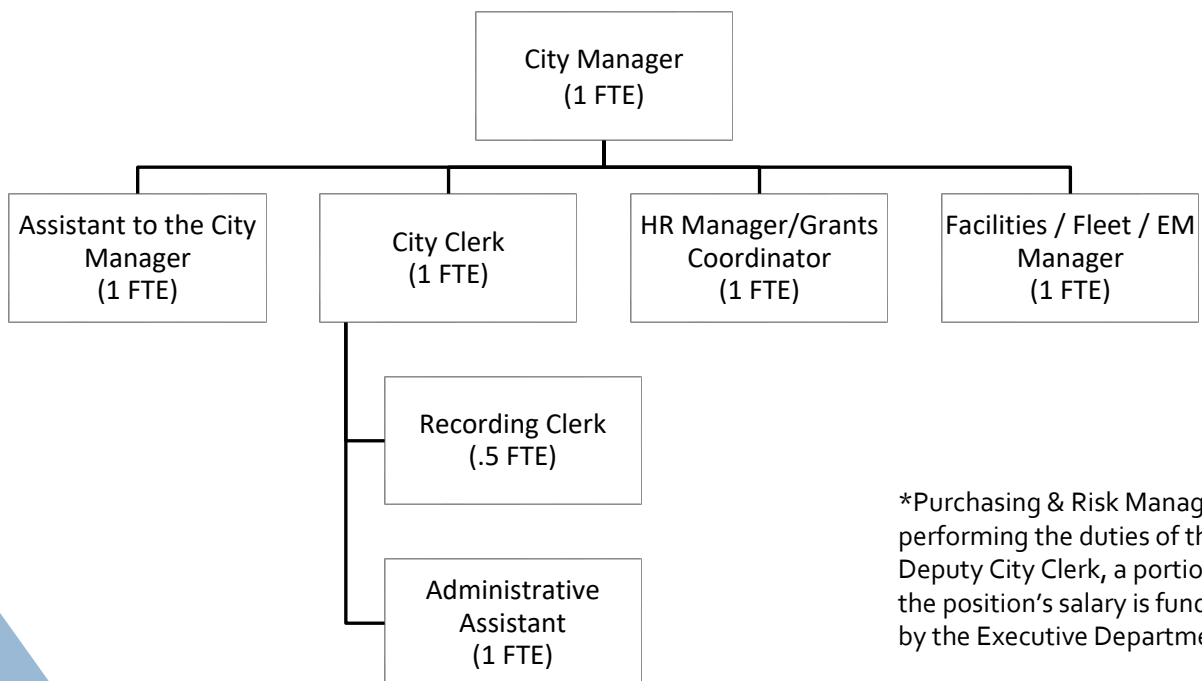 City Manager
(1 FTE)
Assistant to the City
Manager
(1 FTE)
City Clerk
(1 FTE)
HR Manager/Grants
Coordinator
(1 FTE)
Facilities / Fleet / EM
Manager
(1 FTE)
Recording Clerk
(.5 FTE)
Administrative
Assistant
(1 FTE)
*Purchasing & Risk
performing the duties of
Deputy City Clerk, a
the position's salary is
by the Executive